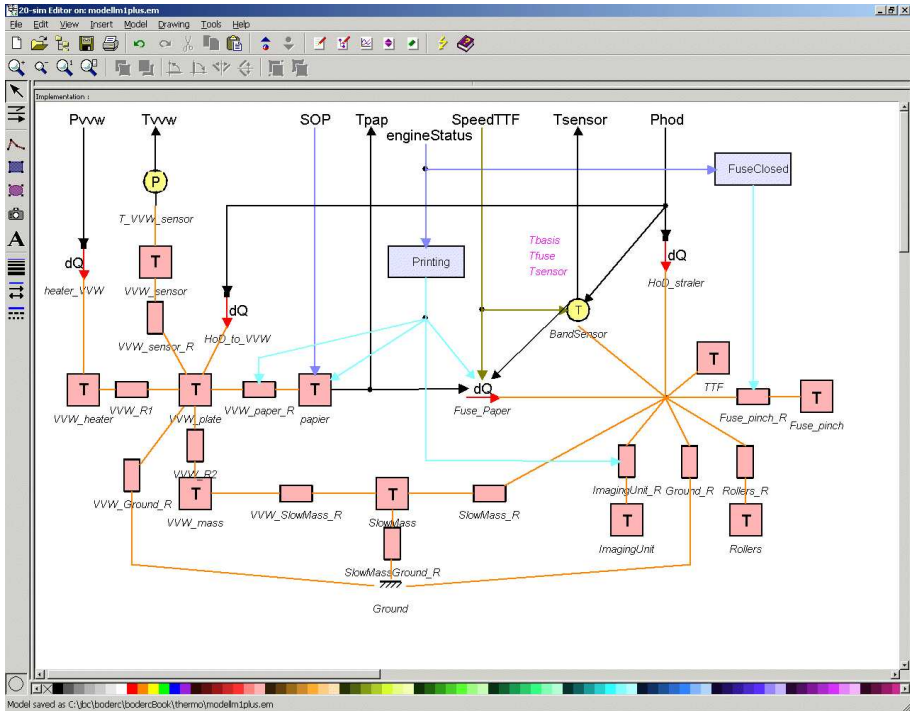 20-sim Editor on: modellm1plus.em
File Edit View Insert Model Drawing Tools Help
Implementation :
Pvvw Tvvw SOP Tpap SpeedTTF Tsensor Phod
engineStatus
FuseClosed
P
T_VVW_sensor
Tbasis
Printing
Tfuse
dQ T dQ
Tsensor
heater_VVW VVW_sensor HoD_straler
dQ T
VVW_sensor_R HoD_to_VVW BandSensor
T
TTF
T T T dQ T
VVW_heater VVW_R1 VVW_plate VVW_paper_R papier Fuse_Paper Fuse_pinch_R Fuse_pinch
VVW_R2
T T
VVW_Ground_R ImagingUnit_R Ground_R Rollers_R
VVW_mass VVW_SlowMass_R SlowMass SlowMass_R
T T
ImagingUnit Rollers
SlowMassGround_R
Ground
A
Model saved as C:\jbc\boderc\bodercBook\thermo\modellm1plus.em